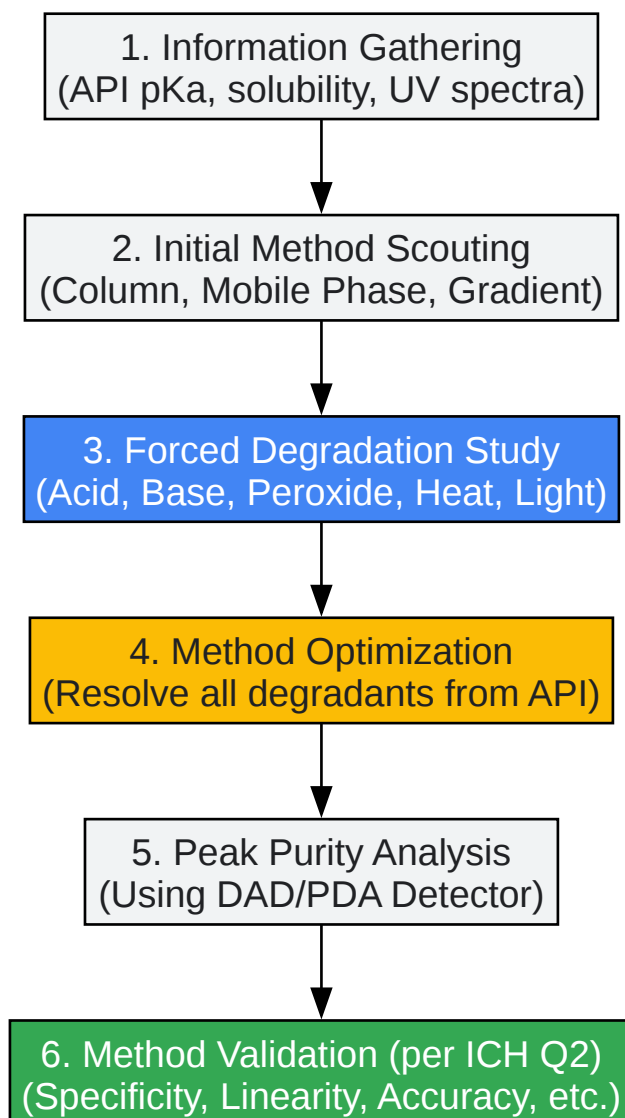 1. Information Gathering
(API pKa, solubility, UV spectra)
2. Initial Method Scouting
(Column, Mobile Phase, Gradient)
3. Forced Degradation Study
(Acid, Base, Peroxide, Heat, Light)
4. Method Optimization
(Resolve all degradants from API)
5. Peak Purity Analysis
(Using DAD/PDA Detector)
6. Method Validation (per ICH Q2)
(Specificity, Linearity, Accuracy, etc.)